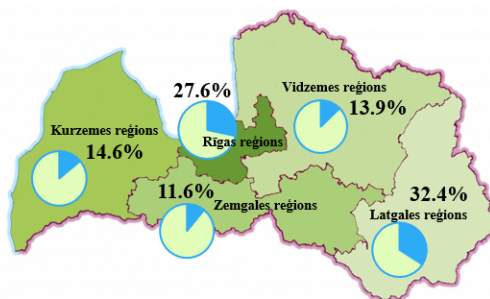 27.6%
Vidzemes reģions
13.9%
Kurzemes reģions
14.6%
Rīgas reģions
11.6%
Zemgales reģions
32.4%
Latgales reģions